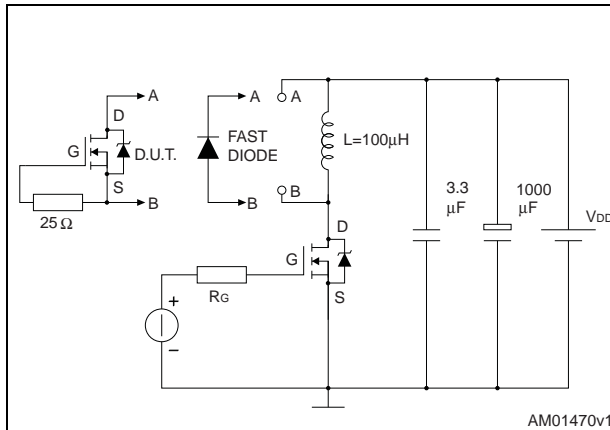 A
D
G
D.U.T.
S
B
25 Ω
A
FAST
DIODE
B
A
L=100μH
B
D
G
S
RG
+
–
3.3
μF
1000
μF
VDD
AM01470v1